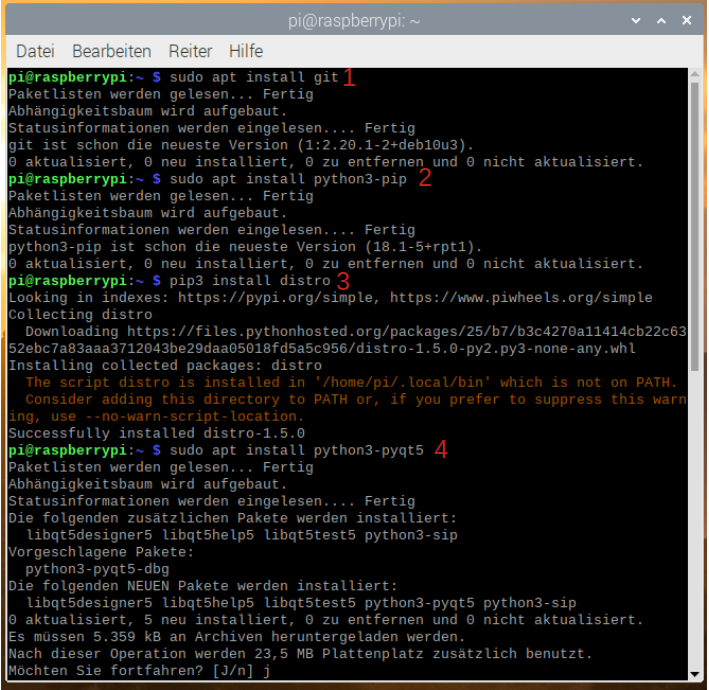 pi@raspberrypi: ~
Datei Bearbeiten Reiter Hilfe
pi@raspberrypi:~ $ sudo apt install git 1
Paketlisten werden gelesen... Fertig
Abhängigkeitsbaum wird aufgebaut.
Statusinformationen werden eingelesen.... Fertig
git ist schon die neueste Version (1:2.20.1-2+deb10u3).
0 aktualisiert, 0 neu installiert, 0 zu entfernen und 0 nicht aktualisiert.
pi@raspberrypi:~ $ sudo apt install python3-pip 2
Paketlisten werden gelesen... Fertig
Abhängigkeitsbaum wird aufgebaut.
Statusinformationen werden eingelesen.... Fertig
python3-pip ist schon die neueste Version (18.1-5+rpt1).
0 aktualisiert, 0 neu installiert, 0 zu entfernen und 0 nicht aktualisiert.
pi@raspberrypi:~ $ pip3 install distro 3
Looking in indexes: https://pypi.org/simple, https://www.piwheels.org/simple
Collecting distro
  Downloading https://files.pythonhosted.org/packages/25/b7/b3c4270a11414cb22c63
52ebc7a83aaa3712043be29daa05018fd5a5c956/distro-1.5.0-py2.py3-none-any.whl
Installing collected packages: distro
  The script distro is installed in '/home/pi/.local/bin' which is not on PATH.
  Consider adding this directory to PATH or, if you prefer to suppress this warn
ing, use --no-warn-script-location.
Successfully installed distro-1.5.0
pi@raspberrypi:~ $ sudo apt install python3-pyqt5 4
Paketlisten werden gelesen... Fertig
Abhängigkeitsbaum wird aufgebaut.
Statusinformationen werden eingelesen.... Fertig
Die folgenden zusätzlichen Pakete werden installiert:
  libqt5designer5 libqt5help5 libqt5test5 python3-sip
Vorgeschlagene Pakete:
  python3-pyqt5-dbg
Die folgenden NEUEN Pakete werden installiert:
  libqt5designer5 libqt5help5 libqt5test5 python3-pyqt5 python3-sip
0 aktualisiert, 5 neu installiert, 0 zu entfernen und 0 nicht aktualisiert.
Es müssen 5.359 kB an Archiven heruntergeladen werden.
Nach dieser Operation werden 23,5 MB Plattenplatz zusätzlich benutzt.
Möchten Sie fortfahren? [J/n] j